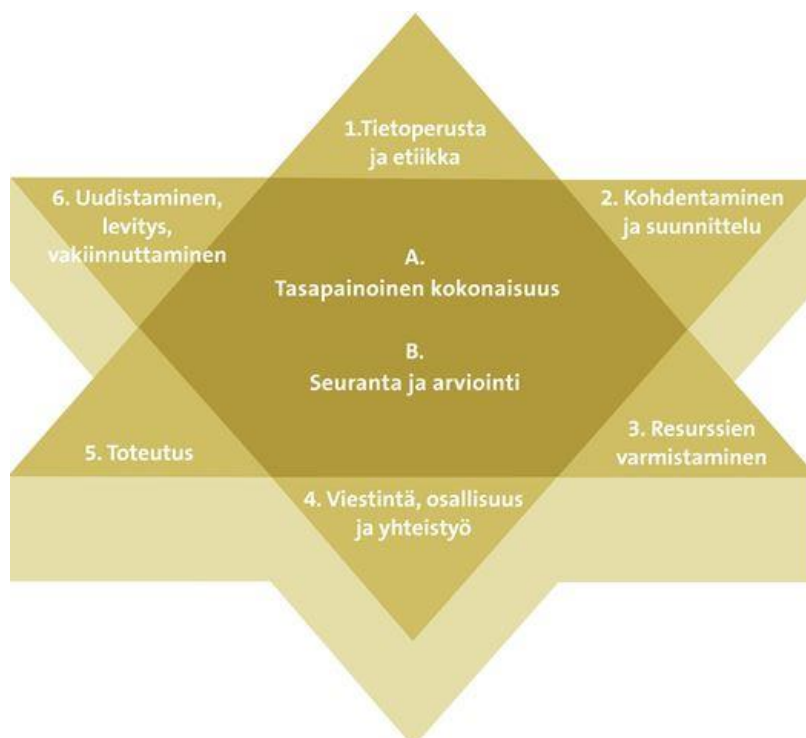 1.Tietoperusta
ja etiikka
2. Kohdentaminen
ja suunnittelu
3. Resurssien
varmistaminen
4. Viestintä, osallisuus
ja yhteistyö
5. Toteutus
6. Uudistaminen,
levitys,
vakiinnuttaminen
A.
Tasapainoinen kokonaisuus
B.
Seuranta ja arviointi